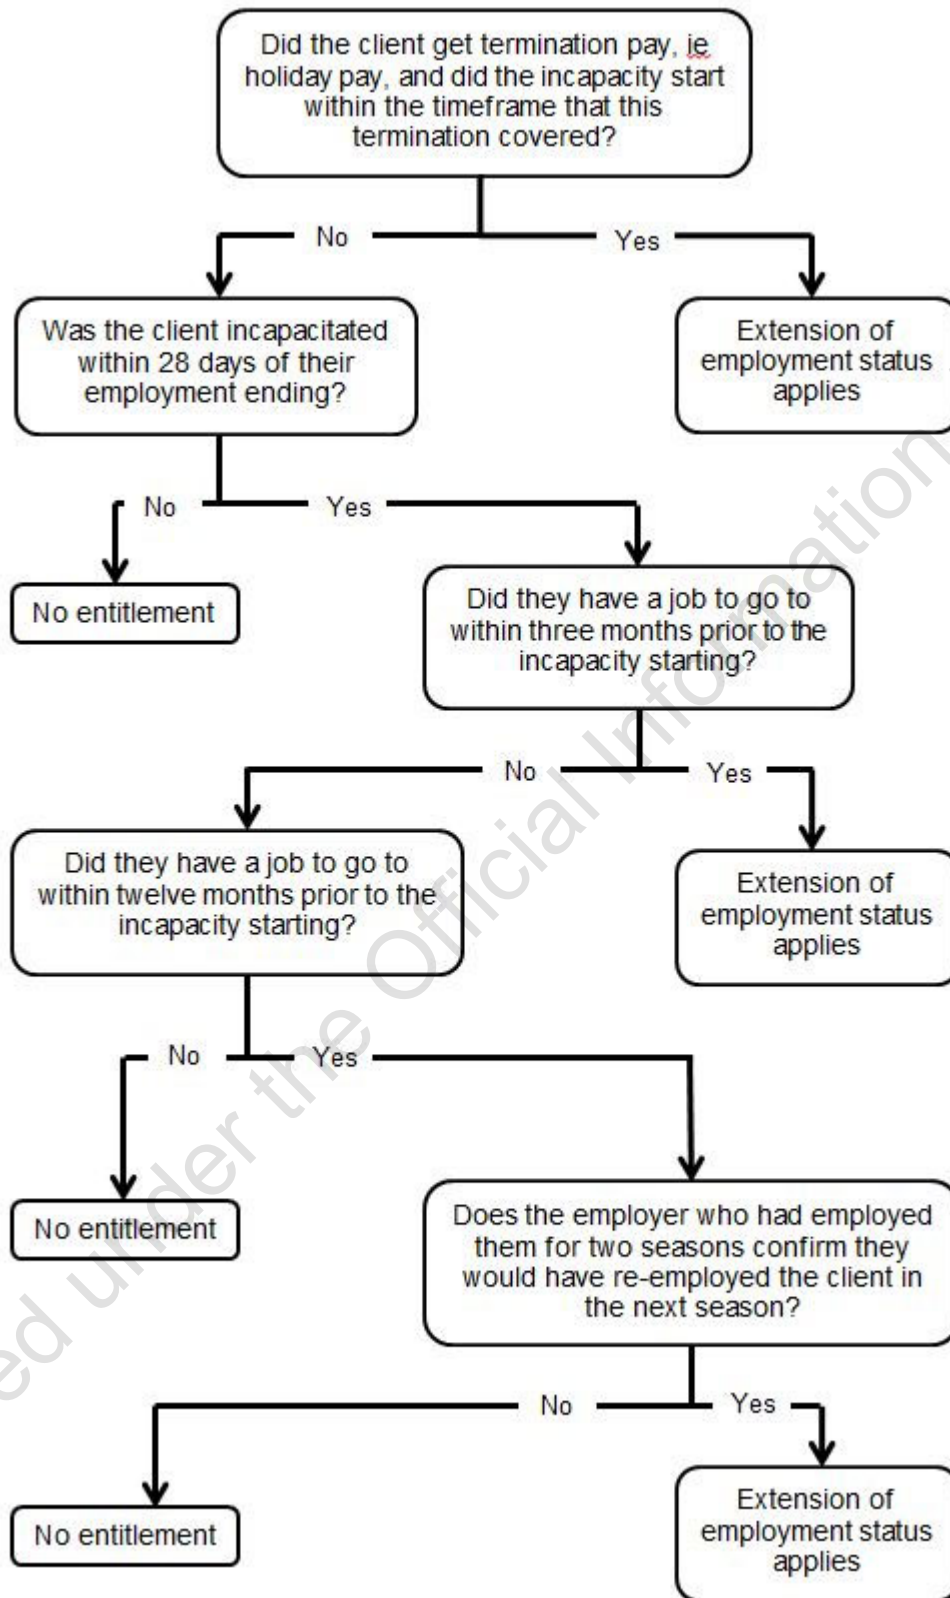 Did the client get termination pay, ie
holiday pay, and did the incapacity start
within the timeframe that this
termination covered?
No
Yes
Was the client incapacitated
within 28 days of their
employment ending?
Extension of
employment status
applies
No
Yes
No entitlement
Did they have a job to go to
within three months prior to the
incapacity starting?
No
Yes
Did they have a job to go to
within twelve months prior to the
incapacity starting?
Extension of
employment status
applies
No
Yes
No entitlement
Does the employer who had employed
them for two seasons confirm they
would have re-employed the client in
the next season?
No
Yes
No entitlement
Extension of
employment status
applies
ed under the Official Information